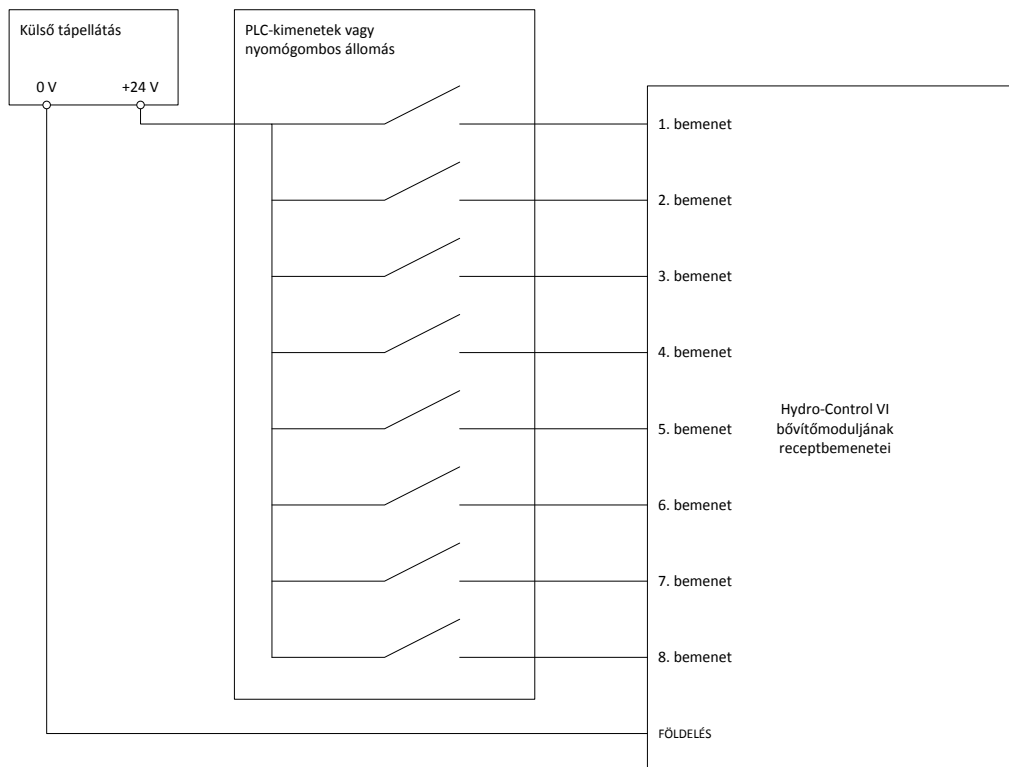 Külső tápellátás
0 V
+24 V
PLC-kimenetek vagy
nyomógombos állomás
1. bemenet
2. bemenet
3. bemenet
4. bemenet
5. bemenet
6. bemenet
7. bemenet
8. bemenet
Hydro-Control VI
bővítőmoduljának
receptbemenetei
FÖLDELÉS